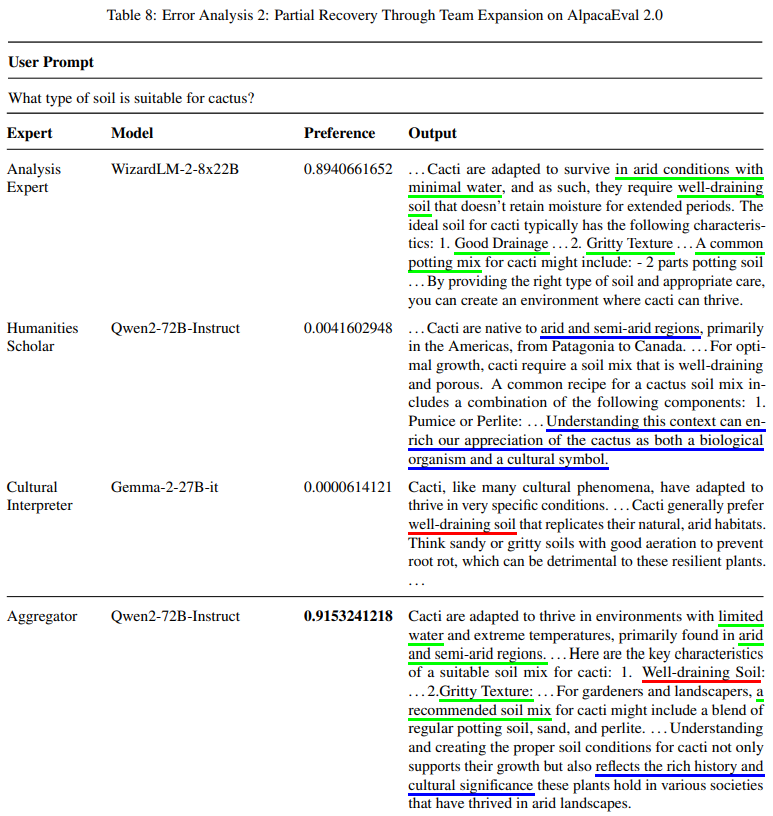 Table 8: Error Analysis 2: Partial Recovery Through Team Expansion on AlpacaEval 2.0
User Prompt
What type of soil is suitable for cactus?
Expert Model Preference Output
Analysis Expert WizardLM-2-8x22B 0.8940661652 ...Cacti are adapted to survive in arid conditions with
minimal water, and as such, they require well-draining
soil that doesn't retain moisture for extended periods. The
ideal soil for cacti typically has the following characteris-
tics: 1. Good Drainage ...2. Gritty Texture ...A common
potting mix for cacti might include: - 2 parts potting soil
...By providing the right type of soil and appropriate care,
you can create an environment where cacti can thrive.
Humanities Scholar Qwen2-72B-Instruct 0.0041602948 ...Cacti are native to arid and semi-arid regions, primarily
in the Americas, from Patagonia to Canada. ...For opti-
mal growth, cacti require a soil mix that is well-draining
and porous. A common recipe for a cactus soil mix in-
cludes a combination of the following components: 1.
Pumice or Perlite: ...Understanding this context can en-
rich our appreciation of the cactus as both a biological
organism and a cultural symbol.
Cultural Interpreter Gemma-2-27B-it 0.0000614121 Cacti, like many cultural phenomena, have adapted to
thrive in very specific conditions. ...Cacti generally prefer
well-draining soil that replicates their natural, arid habitats.
Think sandy or gritty soils with good aeration to prevent
root rot, which can be detrimental to these resilient plants.
...
Aggregator Qwen2-72B-Instruct 0.9153241218 Cacti are adapted to thrive in environments with limited
water and extreme temperatures, primarily found in arid
and semi-arid regions. ...Here are the key characteristics
of a suitable soil mix for cacti: 1. Well-draining Soil:
...2.Gritty Texture: ...For gardeners and landscapers, a
recommended soil mix for cacti might include a blend of
regular potting soil, sand, and perlite. ...Understanding
and creating the proper soil conditions for cacti not only
supports their growth but also reflects the rich history and
cultural significance these plants hold in various societies
that have thrived in arid landscapes.